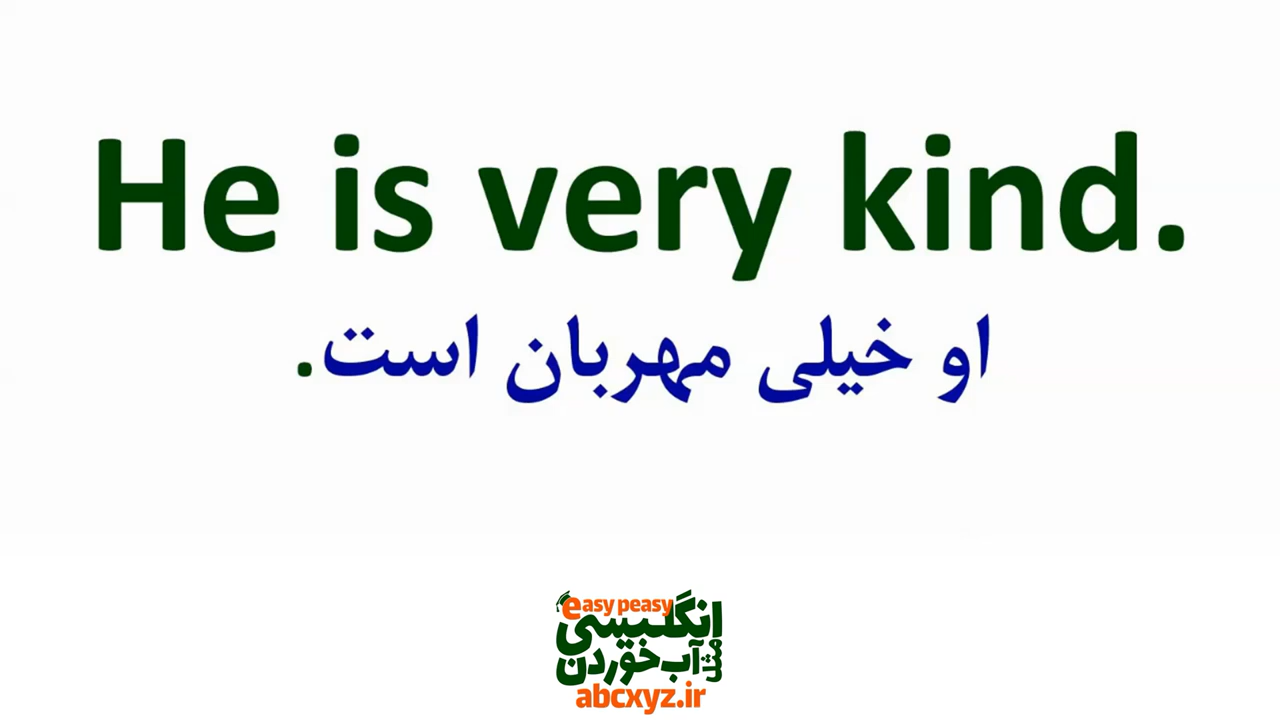 He is very kind.
او خیلی مهربان است.
easy peasy
انگلیسی
مثل آب خوردن
abcxyz.ir